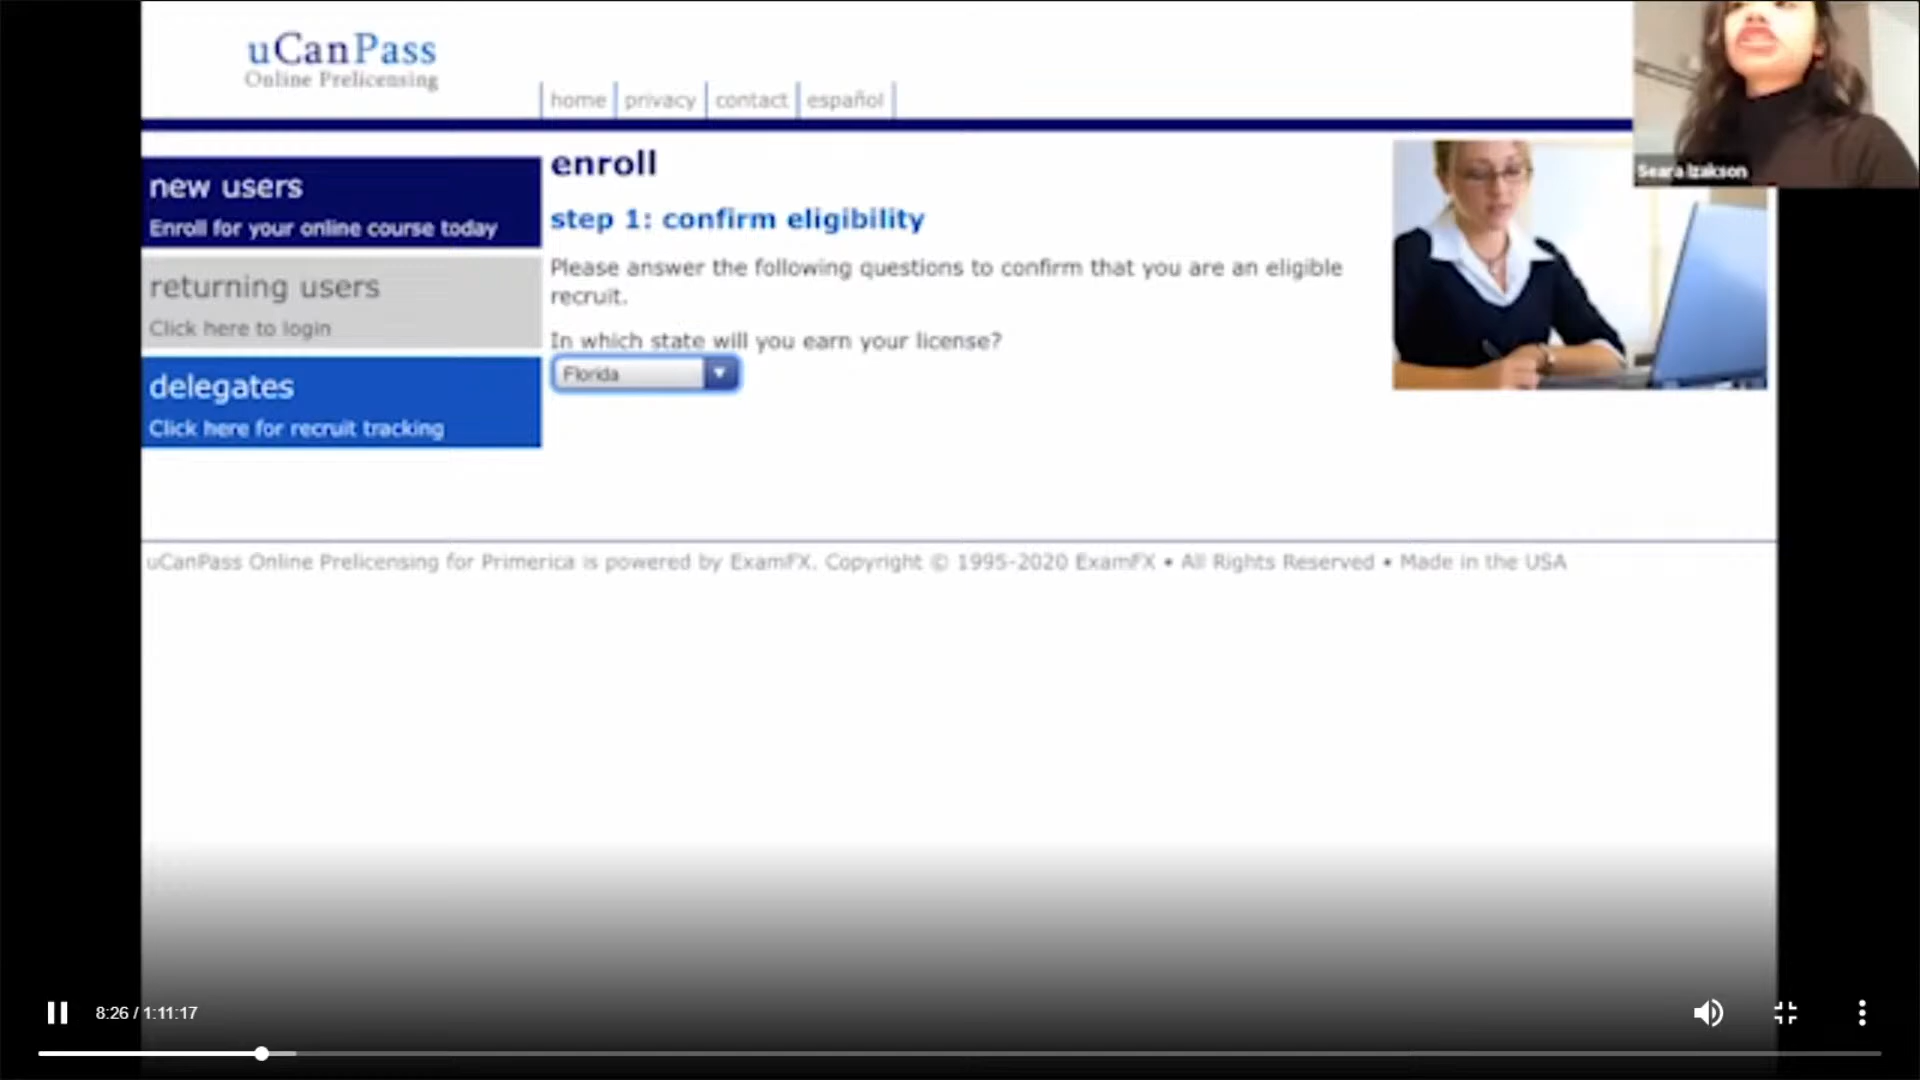 uCanPass
Online Prelicensing
home
privacy
contact
español
Seara Izakson
new users
Enroll for your online course today
returning users
Click here to login
delegates
Click here for recruit tracking
enroll
step 1: confirm eligibility
Please answer the following questions to confirm that you are an eligible
recruit.
In which state will you earn your license?
Florida
uCanPass Online Prelicensing for Primerica is powered by ExamFX. Copyright © 1995-2020 ExamFX • All Rights Reserved • Made in the USA
8:26 / 1:11:17